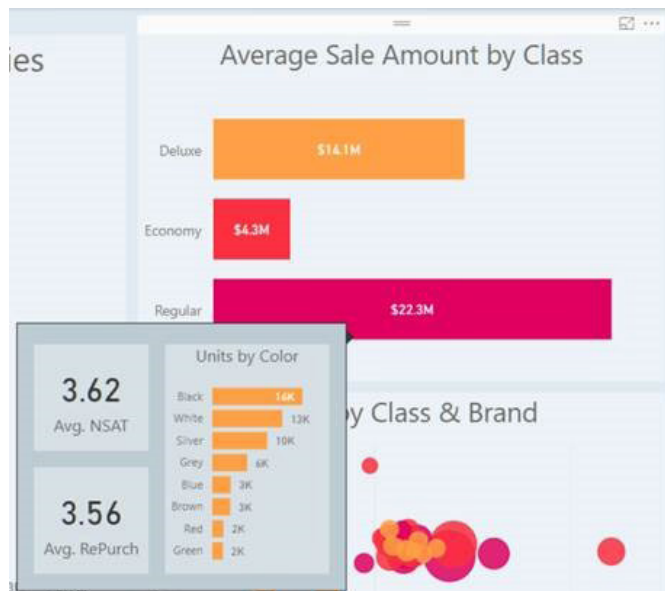 ies
Average Sale Amount by Class
Deluxe
$14.1M
Economy
$4.3M
Regular
$22.3M
3.62
Avg. NSAT
3.56
Avg. RePurch
Units by Color
Black 16K
White 13K
Silver 10K
Grey 6K
Blue 3K
Brown 3K
Red 2K
Green 2K
by Class & Brand